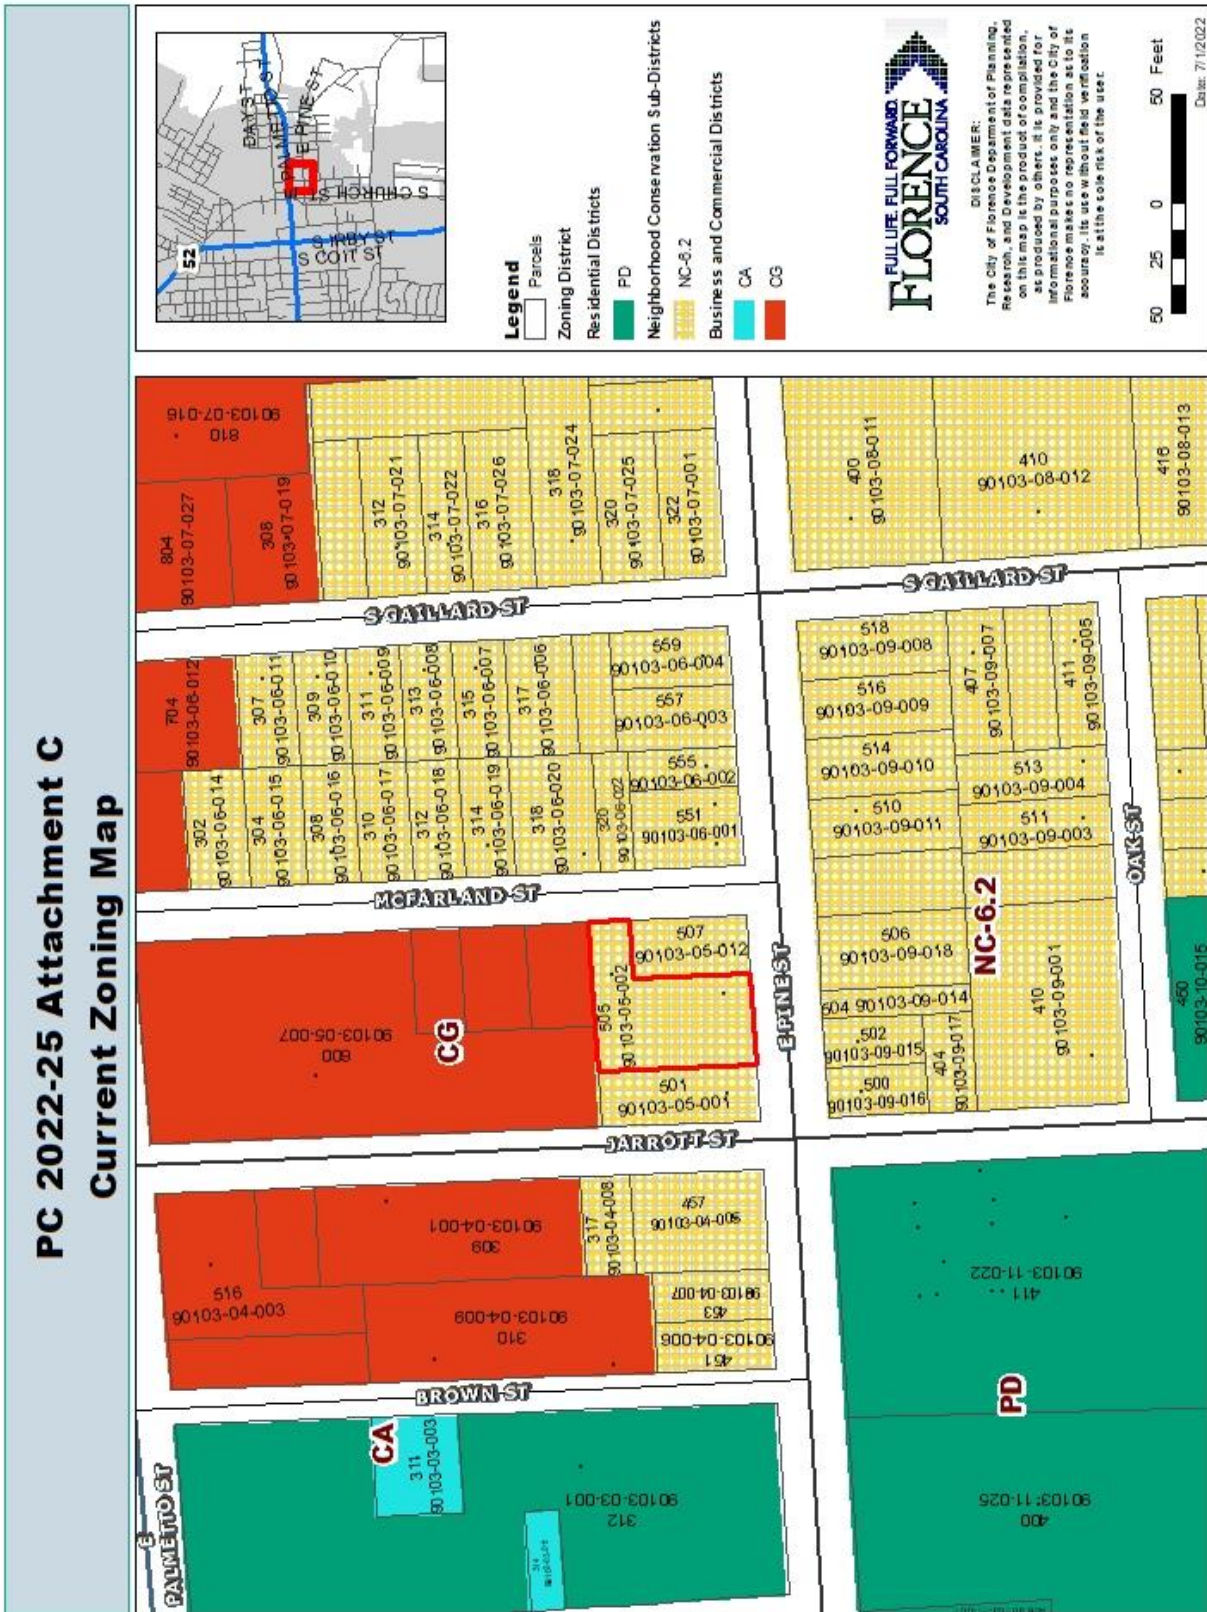 PC 2022-25 Attachment C
Current Zoning Map
DAY ST
PALMETTO ST
E PINE ST
S CHURCH ST
S IRBY ST
S COIT ST
52
Legend
Parcels
Zoning District
Residential Districts
PD
Neighborhood Conservation Sub-Districts
NC-6.2
Business and Commercial Districts
CA
CG
FULL LIFE. FULL FORWARD.
FLORENCE
SOUTH CAROLINA
DISCLAIMER:
The City of Florence Department of Planning,
Research, and Development data represented
on this map is the product of compilation,
as produced by others. It is provided for
informational purposes only and the City of
Florence makes no representation as to its
accuracy. Its use without field verification
is at the sole risk of the user.
50 25 0 50 Feet
Date: 7/1/2022
810
90103-07-016
804
90103-07-027
308
90103-07-019
312
90103-07-021
314
90103-07-022
316
90103-07-026
318
90103-07-024
320
90103-07-025
322
90103-07-001
400
90103-08-011
410
90103-08-012
416
90103-08-013
S GAILLARD ST
S GAILLARD ST
704
90103-06-012
307
90103-06-011
309
90103-06-010
311
90103-06-009
313
90103-06-008
315
90103-06-007
317
90103-06-006
559
90103-06-004
557
90103-06-003
555
90103-06-002
551
90103-06-001
302
90103-06-014
304
90103-06-015
308
90103-06-016
310
90103-06-017
312
90103-06-018
314
90103-06-019
318
90103-06-020
320
90103-06-022
518
90103-09-008
516
90103-09-009
514
90103-09-010
510
90103-09-011
407
90103-09-007
411
90103-09-005
513
90103-09-004
511
90103-09-003
OAK ST
MCFARLAND ST
600
90103-05-007
CG
505
90103-05-002
507
90103-05-012
501
90103-05-001
E PINE ST
506
90103-09-018
504 90103-09-014
502
90103-09-015
500
90103-09-016
404
90103-09-017
NC-6.2
410
90103-09-001
460
90103-10-015
JARROTT ST
516
90103-04-003
309
90103-04-001
310
90103-04-009
317
90103-04-008
457
453
90103-04-007
451
90103-04-006
411
90103-11-022
PD
BROWN ST
E
PALMETTO ST
CA
311
90103-03-003
312
90103-03-001
400
90103-11-025